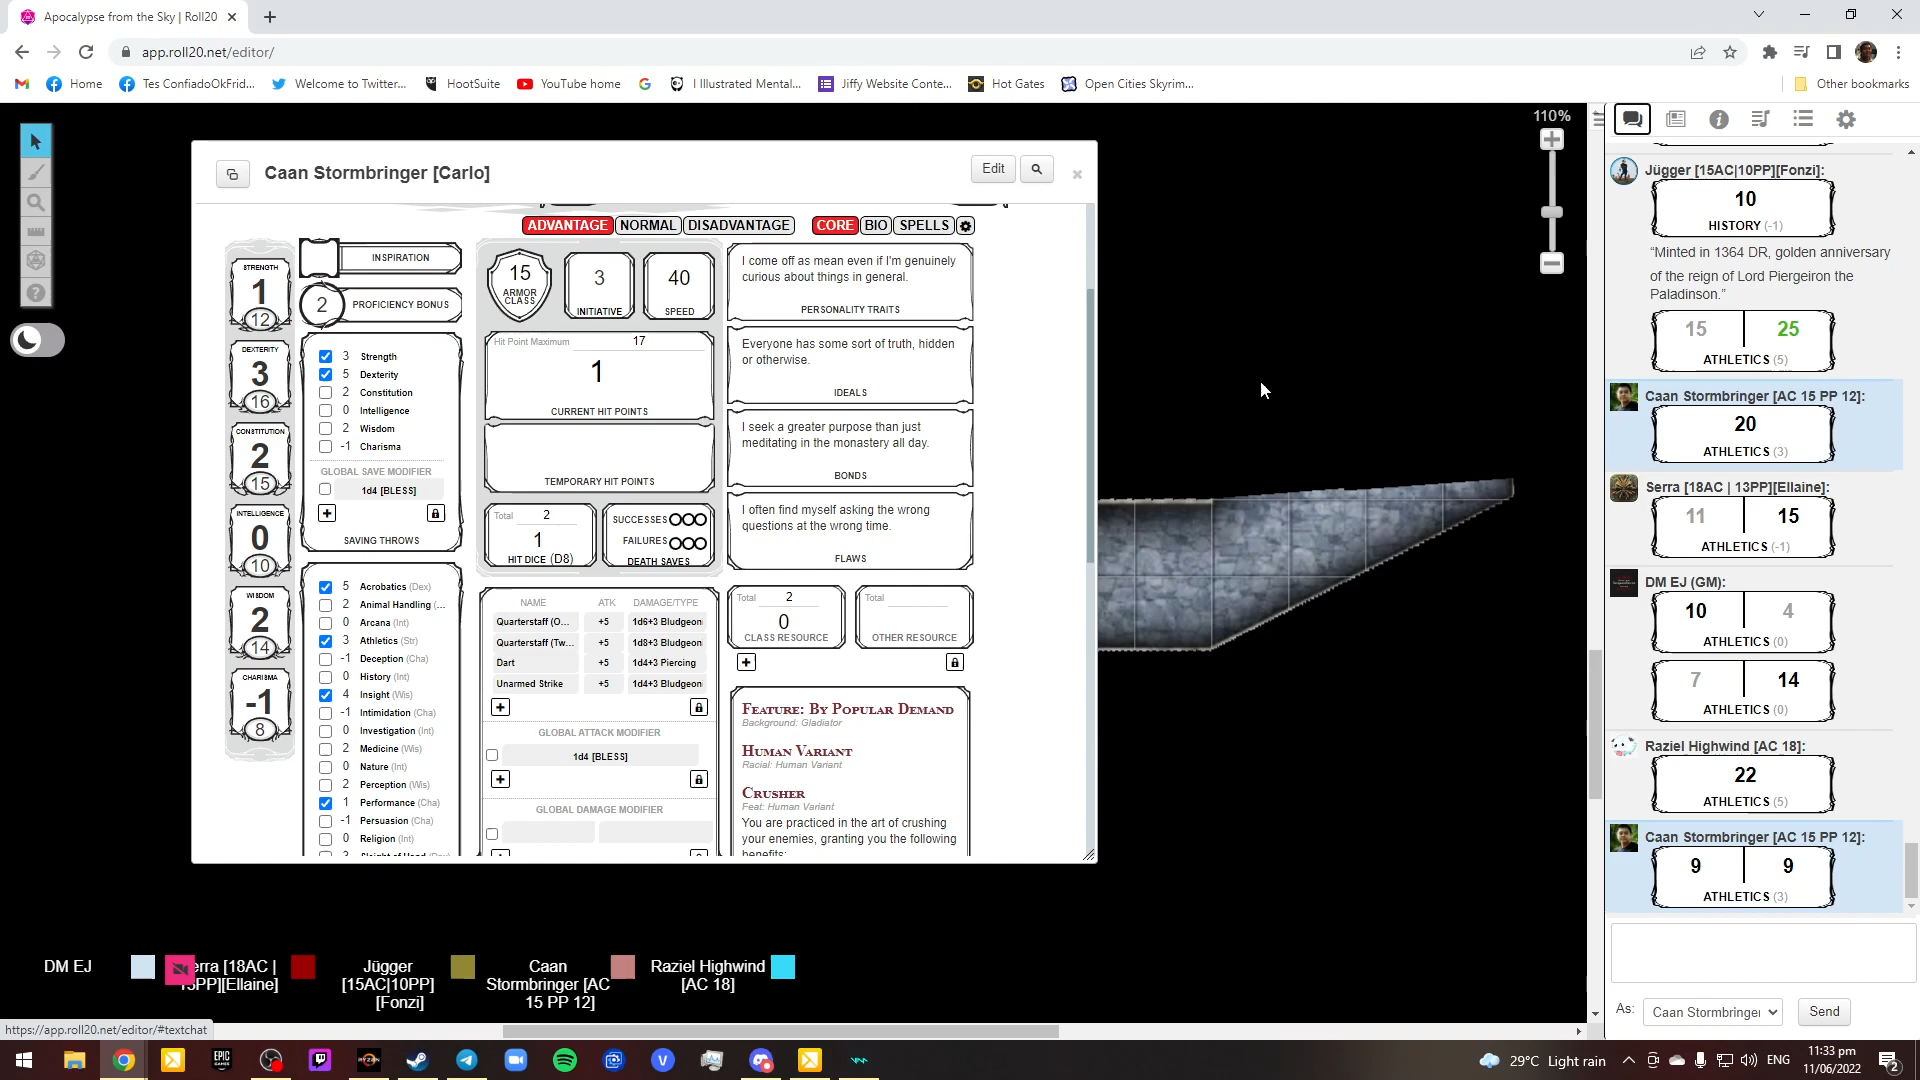 Apocalypse from the Sky | Roll20
app.roll20.net/editor/
Home
Tes ConfiadoOkFrid...
Welcome to Twitter...
HootSuite
YouTube home
I Illustrated Mental...
Jiffy Website Conte...
Hot Gates
Open Cities Skyrim...
Other bookmarks
110%
Caan Stormbringer [Carlo]
Edit
ADVANTAGE NORMAL DISADVANTAGE CORE BIO SPELLS
STRENGTH
1
12
DEXTERITY
3
16
CONSTITUTION
2
15
INTELLIGENCE
0
10
WISDOM
2
14
CHARISMA
-1
8
INSPIRATION
2 PROFICIENCY BONUS
3 Strength
5 Dexterity
2 Constitution
0 Intelligence
2 Wisdom
-1 Charisma
GLOBAL SAVE MODIFIER
1d4 [BLESS]
SAVING THROWS
5 Acrobatics (Dex)
2 Animal Handling (...
0 Arcana (Int)
3 Athletics (Str)
-1 Deception (Cha)
0 History (Int)
4 Insight (Wis)
-1 Intimidation (Cha)
0 Investigation (Int)
2 Medicine (Wis)
0 Nature (Int)
2 Perception (Wis)
1 Performance (Cha)
-1 Persuasion (Cha)
0 Religion (Int)
15
ARMOR
CLASS
3
INITIATIVE
40
SPEED
Hit Point Maximum 17
1
CURRENT HIT POINTS
TEMPORARY HIT POINTS
Total 2
1
HIT DICE (D8)
SUCCESSES
FAILURES
DEATH SAVES
NAME ATK DAMAGE/TYPE
Quarterstaff (O... +5 1d6+3 Bludgeon
Quarterstaff (Tw... +5 1d8+3 Bludgeon
Dart +5 1d4+3 Piercing
Unarmed Strike +5 1d4+3 Bludgeon
GLOBAL ATTACK MODIFIER
1d4 [BLESS]
GLOBAL DAMAGE MODIFIER
I come off as mean even if I'm genuinely
curious about things in general.
PERSONALITY TRAITS
Everyone has some sort of truth, hidden
or otherwise.
IDEALS
I seek a greater purpose than just
meditating in the monastery all day.
BONDS
I often find myself asking the wrong
questions at the wrong time.
FLAWS
Total 2
0
CLASS RESOURCE
Total
OTHER RESOURCE
FEATURE: BY POPULAR DEMAND
Background: Gladiator
HUMAN VARIANT
Racial: Human Variant
CRUSHER
Feat: Human Variant
You are practiced in the art of crushing
your enemies, granting you the following
benefits:
Jügger [15AC|10PP][Fonzi]:
10
HISTORY (-1)
“Minted in 1364 DR, golden anniversary
of the reign of Lord Piergeiron the
Paladinson.”
15 25
ATHLETICS (5)
Caan Stormbringer [AC 15 PP 12]:
20
ATHLETICS (3)
Serra [18AC | 13PP][Ellaine]:
11 15
ATHLETICS (-1)
DM EJ (GM):
10 4
ATHLETICS (0)
7 14
ATHLETICS (0)
Raziel Highwind [AC 18]:
22
ATHLETICS (5)
Caan Stormbringer [AC 15 PP 12]:
9 9
ATHLETICS (3)
As: Caan Stormbringer Send
DM EJ
erra [18AC |
13PP][Ellaine]
Jügger
[15AC|10PP]
[Fonzi]
Caan
Stormbringer [AC
15 PP 12]
Raziel Highwind
[AC 18]
https://app.roll20.net/editor/#textchat
EPIC
GAMES
RYZEN
29°C Light rain
ENG
11:33 pm
11/06/2022
2